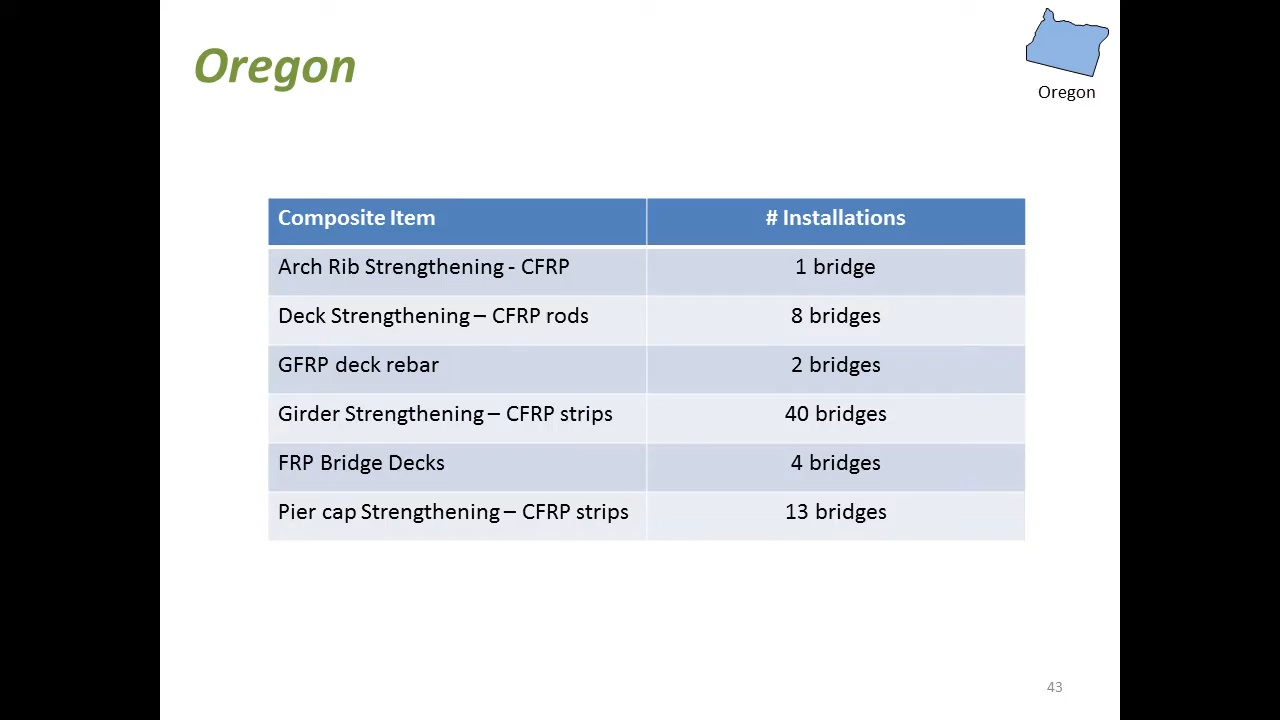 Oregon
Oregon
Composite Item # Installations
Arch Rib Strengthening - CFRP 1 bridge
Deck Strengthening – CFRP rods 8 bridges
GFRP deck rebar 2 bridges
Girder Strengthening – CFRP strips 40 bridges
FRP Bridge Decks 4 bridges
Pier cap Strengthening – CFRP strips 13 bridges
43